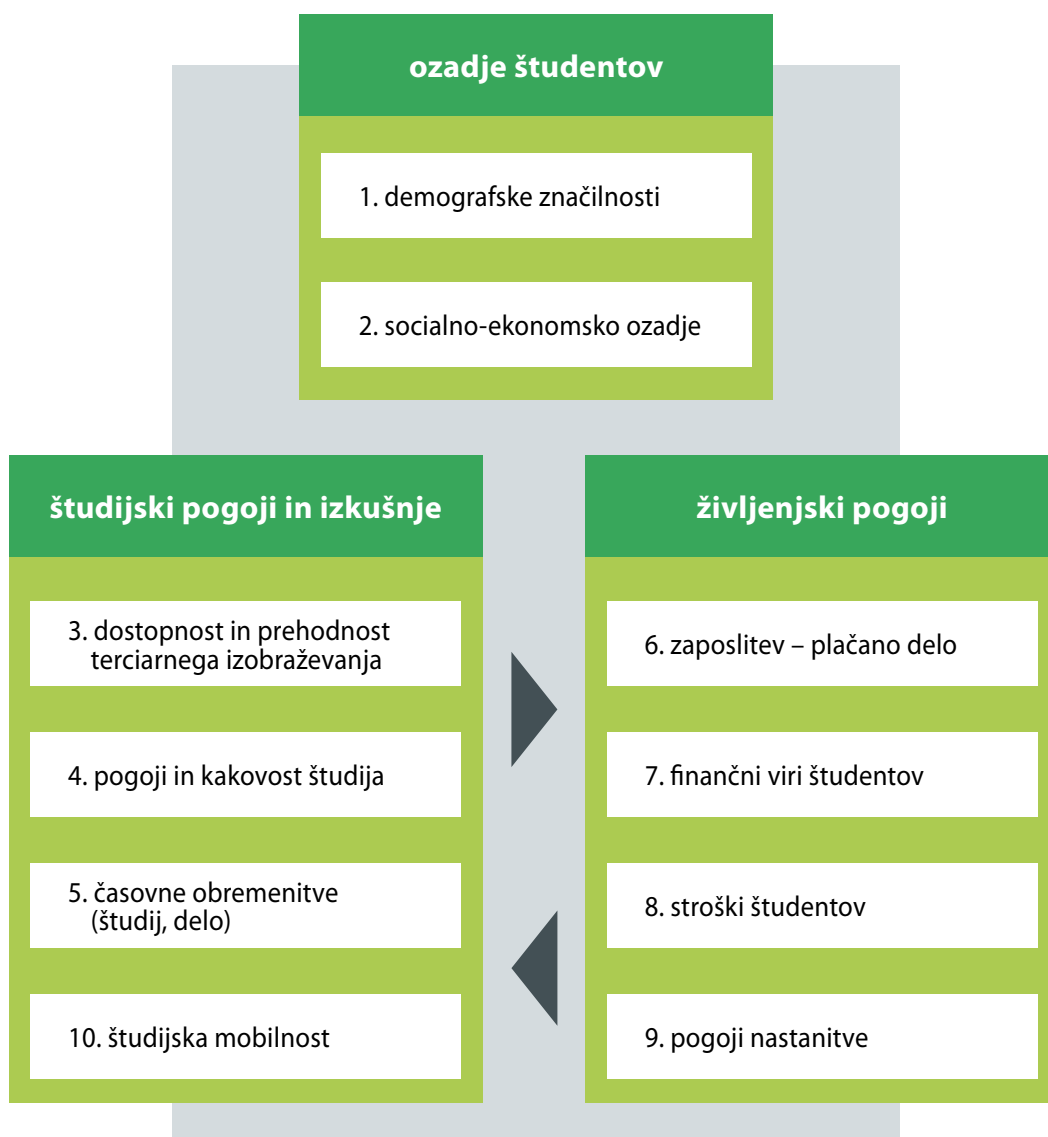 ozadje študentov
1. demografske značilnosti
2. socialno-ekonomsko ozadje
študijski pogoji in izkušnje
3. dostopnost in prehodnost
terciarnega izobraževanja
4. pogoji in kakovost študija
5. časovne obremenitve
(študij, delo)
10. študijska mobilnost
življenjski pogoji
6. zaposlitev – plačano delo
7. finančni viri študentov
8. stroški študentov
9. pogoji nastanitve